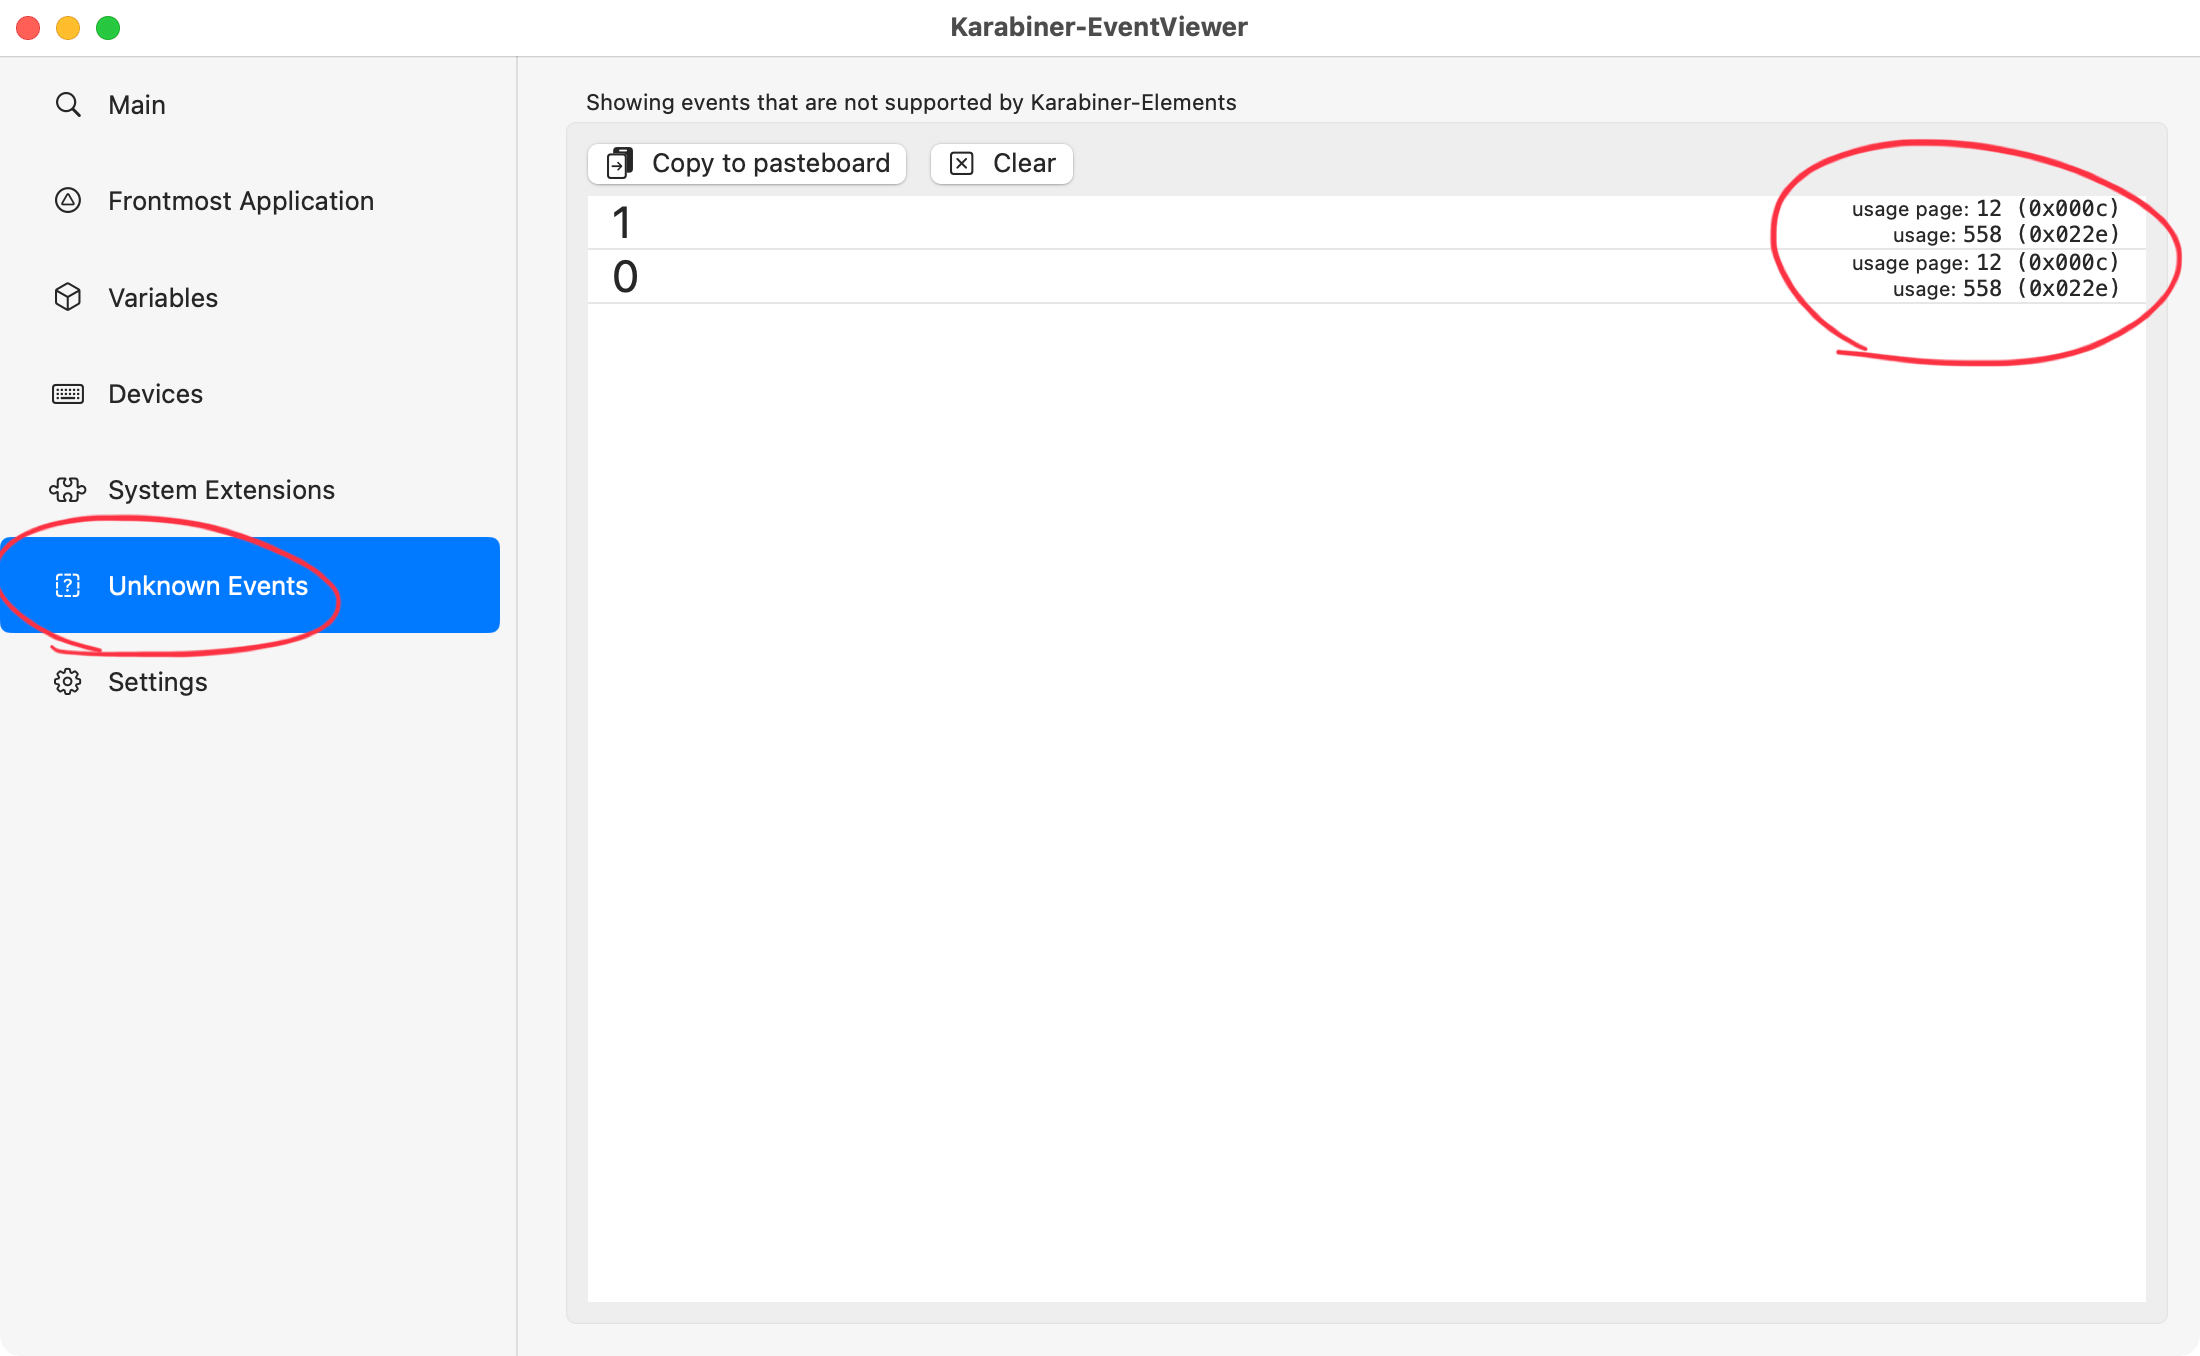 Karabiner-EventViewer
Main
Frontmost Application
Variables
Devices
System Extensions
Unknown Events
Settings
Showing events that are not supported by Karabiner-Elements
Copy to pasteboard
Clear
1
usage page: 12 (0x000c)
usage: 558 (0x022e)
0
usage page: 12 (0x000c)
usage: 558 (0x022e)